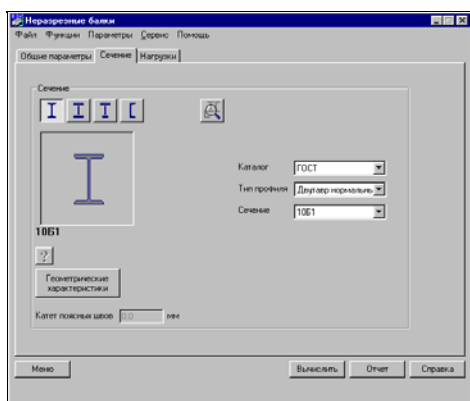 Неразрезные балки
Файл Функции Параметры Сервис Помощь
Общие параметры Сечение Нагрузки
Сечение
Каталог ГОСТ
Тип профиля Двутавр нормальны
Сечение 10Б1
10Б1
?
Геометрические
характеристики
Катет поясных швов 0,0 мм
Меню Вычислить Отчет Справка